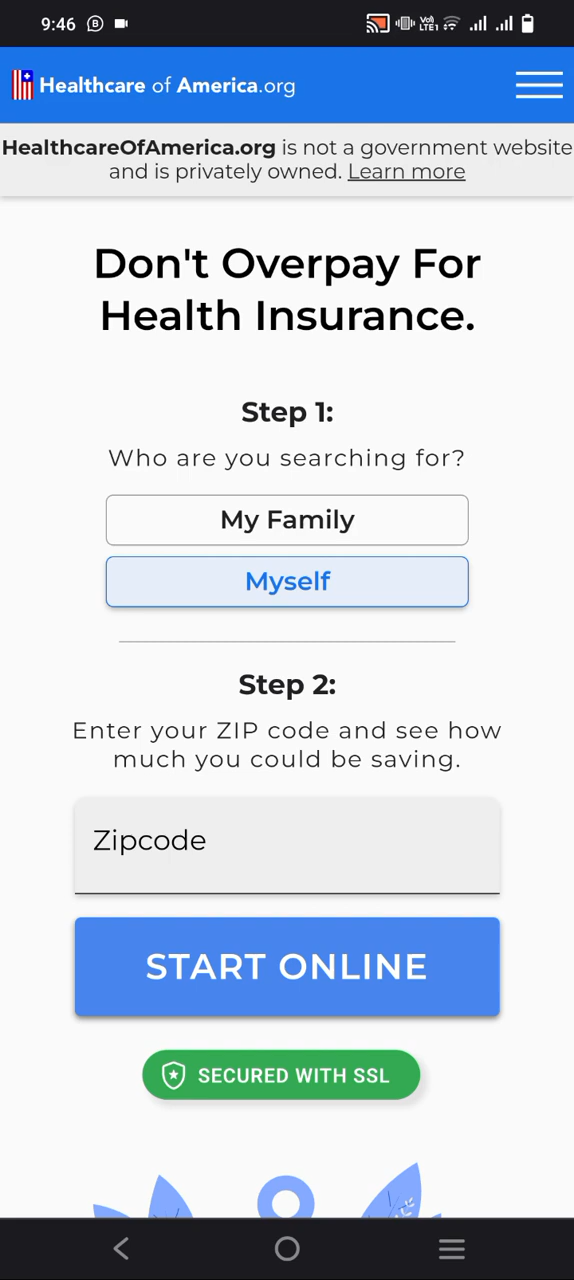 9:46
Vo)
LTE1
Healthcare of America.org
HealthcareOfAmerica.org is not a government website
and is privately owned. Learn more
Don't Overpay For
Health Insurance.
Step 1:
Who are you searching for?
My Family
Myself
Step 2:
Enter your ZIP code and see how
much you could be saving.
Zipcode
START ONLINE
SECURED WITH SSL